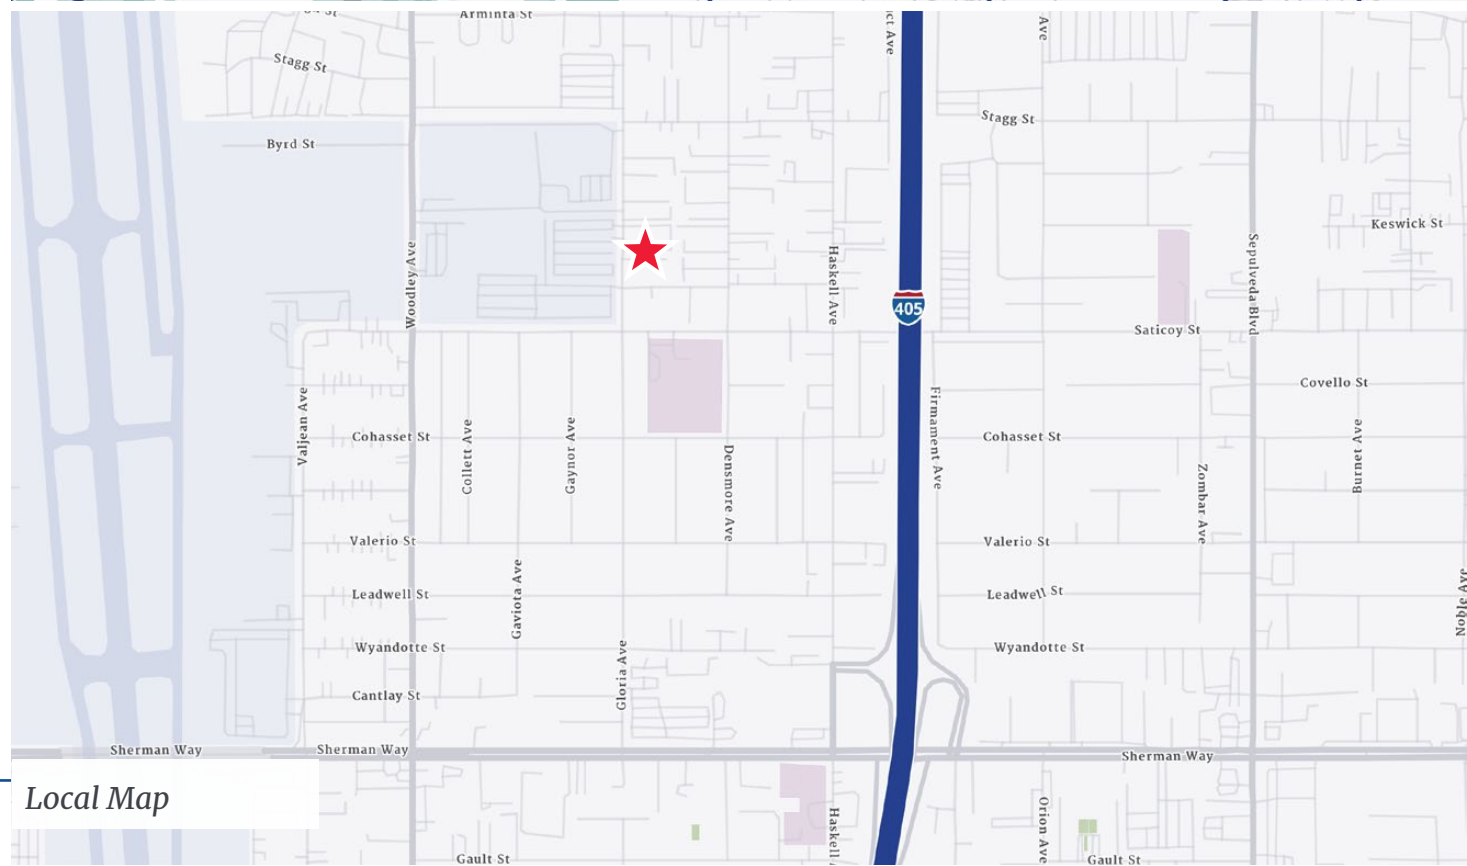 Arminta St
Stagg St
Ave
Stagg St
Byrd St
Keswick St
Woodley Ave
Haskell Ave
Sepulveda Blvd
405
Saticoy St
Covello St
Valjean Ave
Cohasset St
Collett Ave
Gaynor Ave
Densmore Ave
Firmament Ave
Cohasset St
Zombar Ave
Burnet Ave
Valerio St
Valerio St
Leadwell St
Gaviota Ave
Leadwell St
Noble Ave
Wyandotte St
Gloria Ave
Wyandotte St
Cantlay St
Sherman Way
Sherman Way
Sherman Way
Local Map
Haskell
Orion Ave
Gault St
Gault St